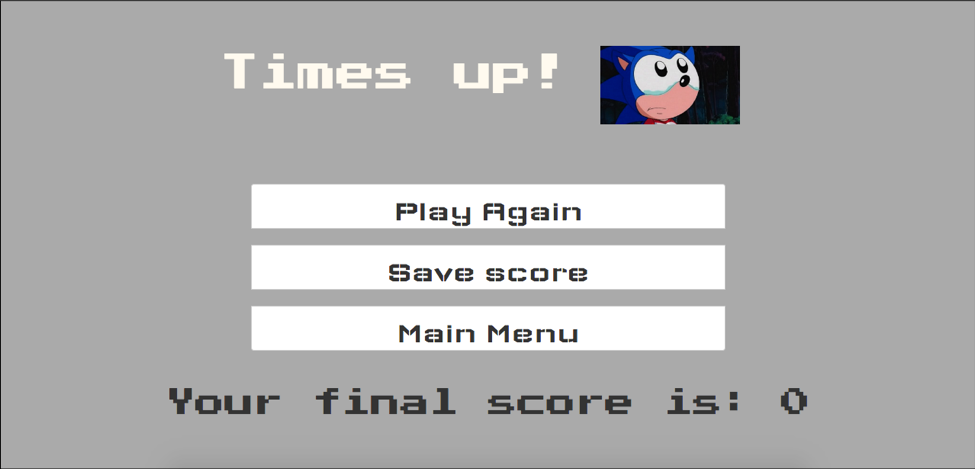 Times up!
Play Again
Save score
Main Menu
Your final score is: 0